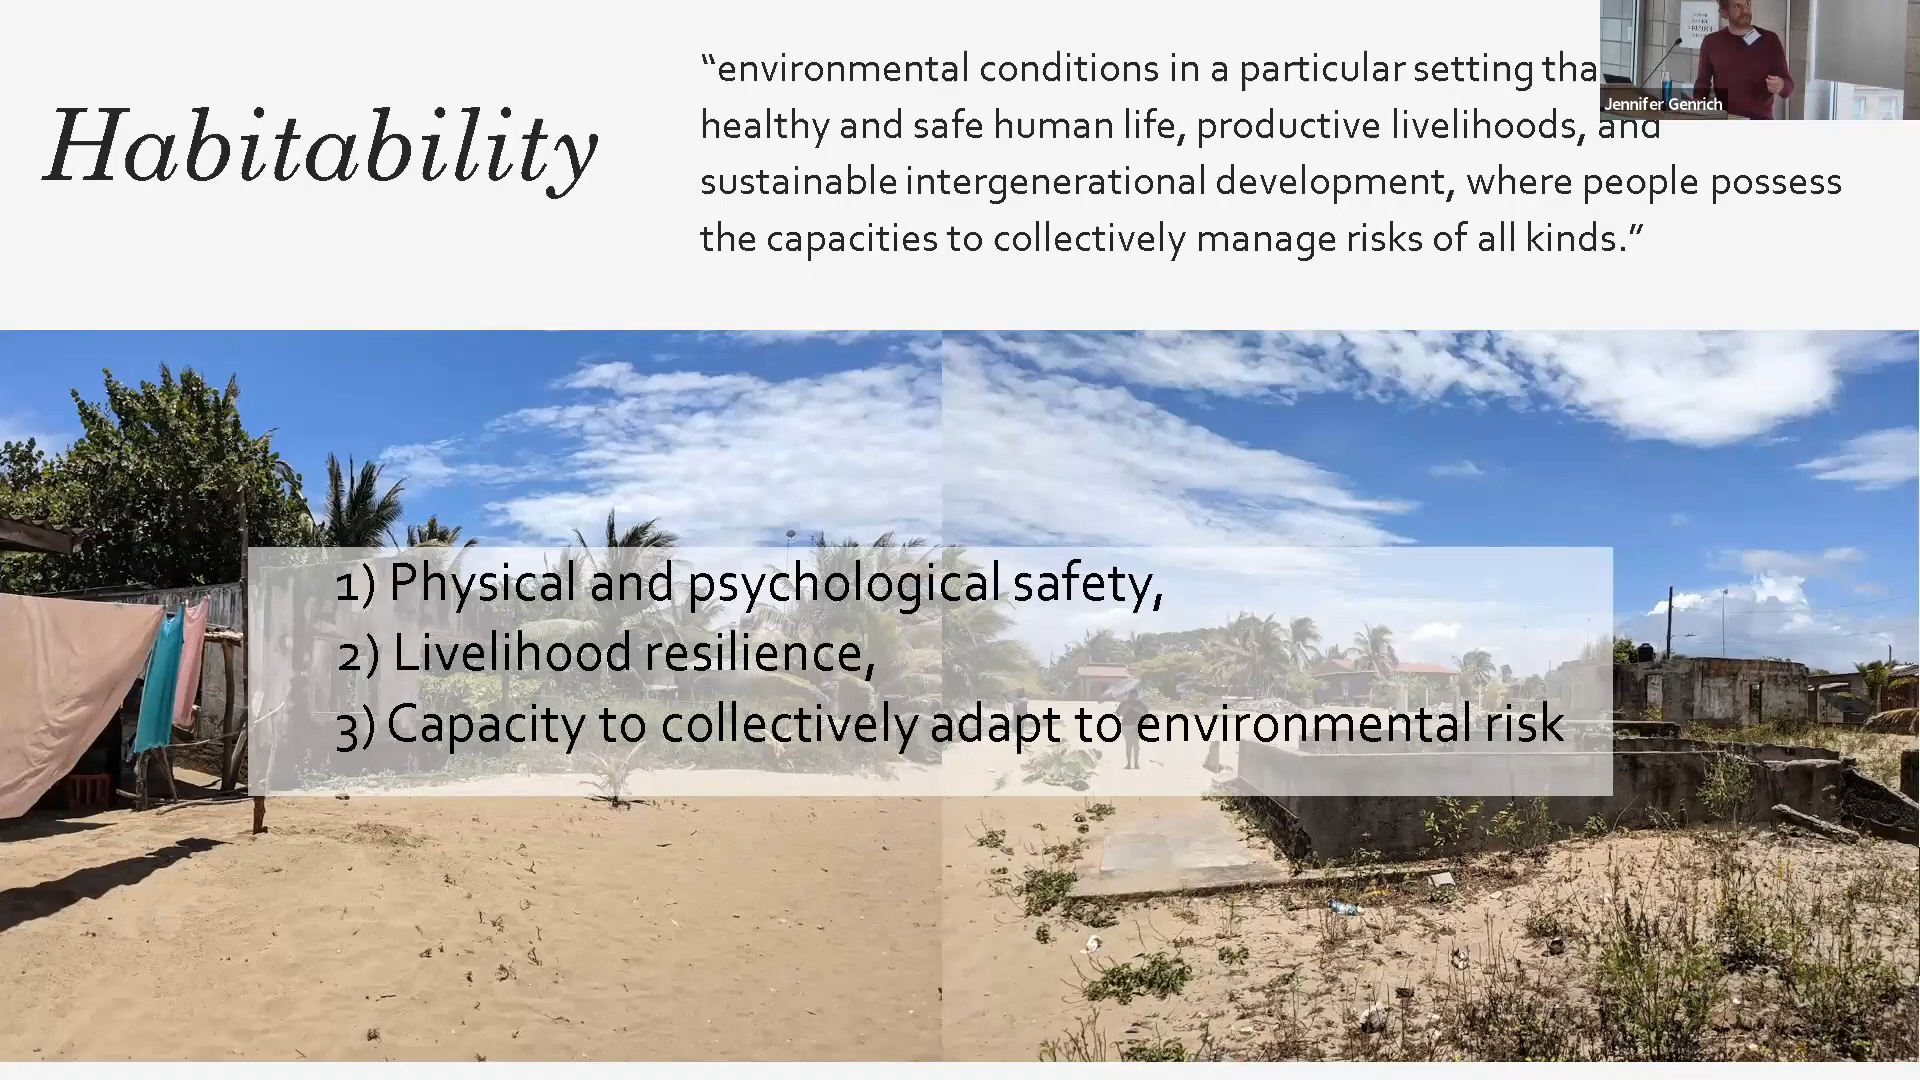 Habitability
“environmental conditions in a particular setting tha
healthy and safe human life, productive livelihoods, and
sustainable intergenerational development, where people possess
the capacities to collectively manage risks of all kinds.”
Jennifer Genrich
1) Physical and psychological safety,
2) Livelihood resilience,
3) Capacity to collectively adapt to environmental risk